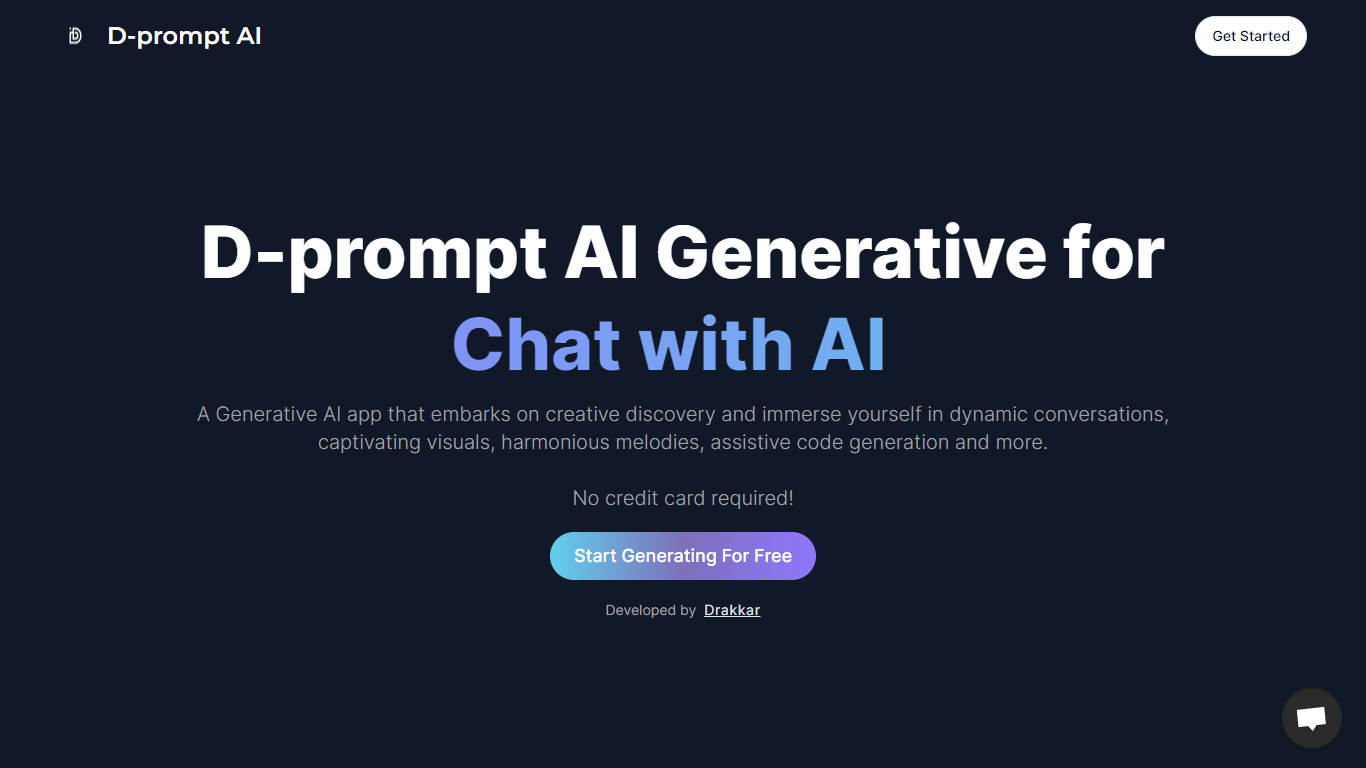 D-prompt AI
Get Started
D-prompt AI Generative for
Chat with AI
A Generative AI app that embarks on creative discovery and immerse yourself in dynamic conversations,
captivating visuals, harmonious melodies, assistive code generation and more.
No credit card required!
Start Generating For Free
Developed by Drakkar